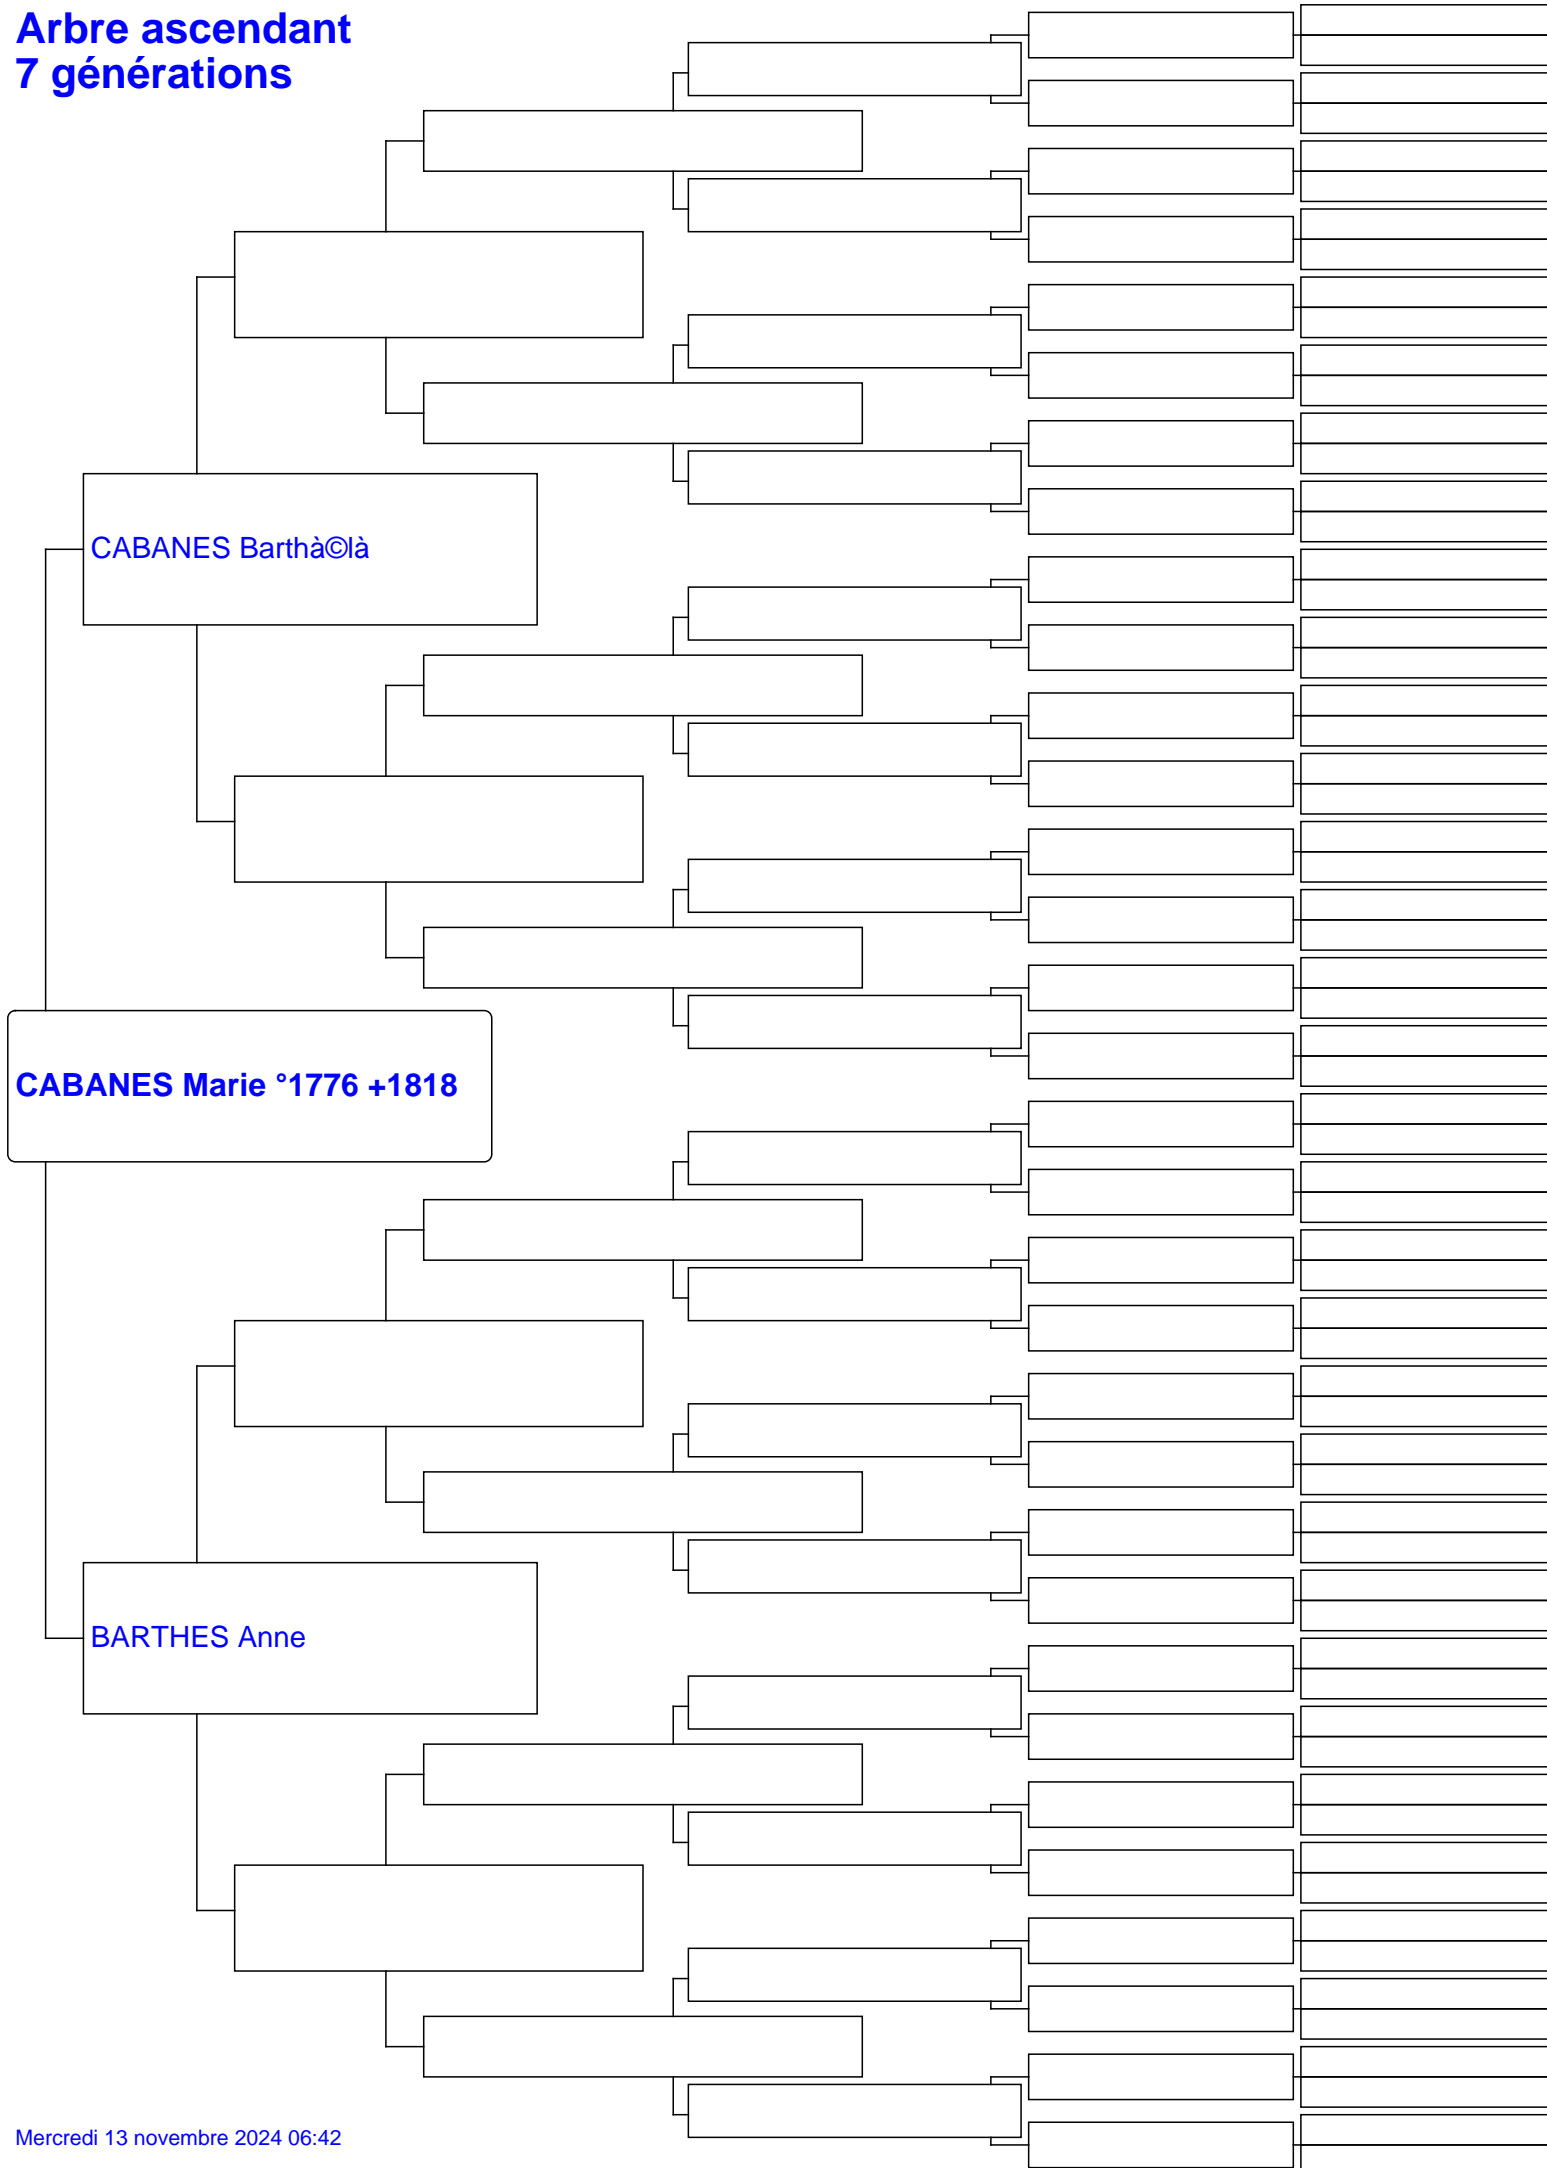 Arbre ascendant
7 générations
CABANES Barthà©là
CABANES Marie °1776 +1818
BARTHES Anne
Mercredi 13 novembre 2024 06:42